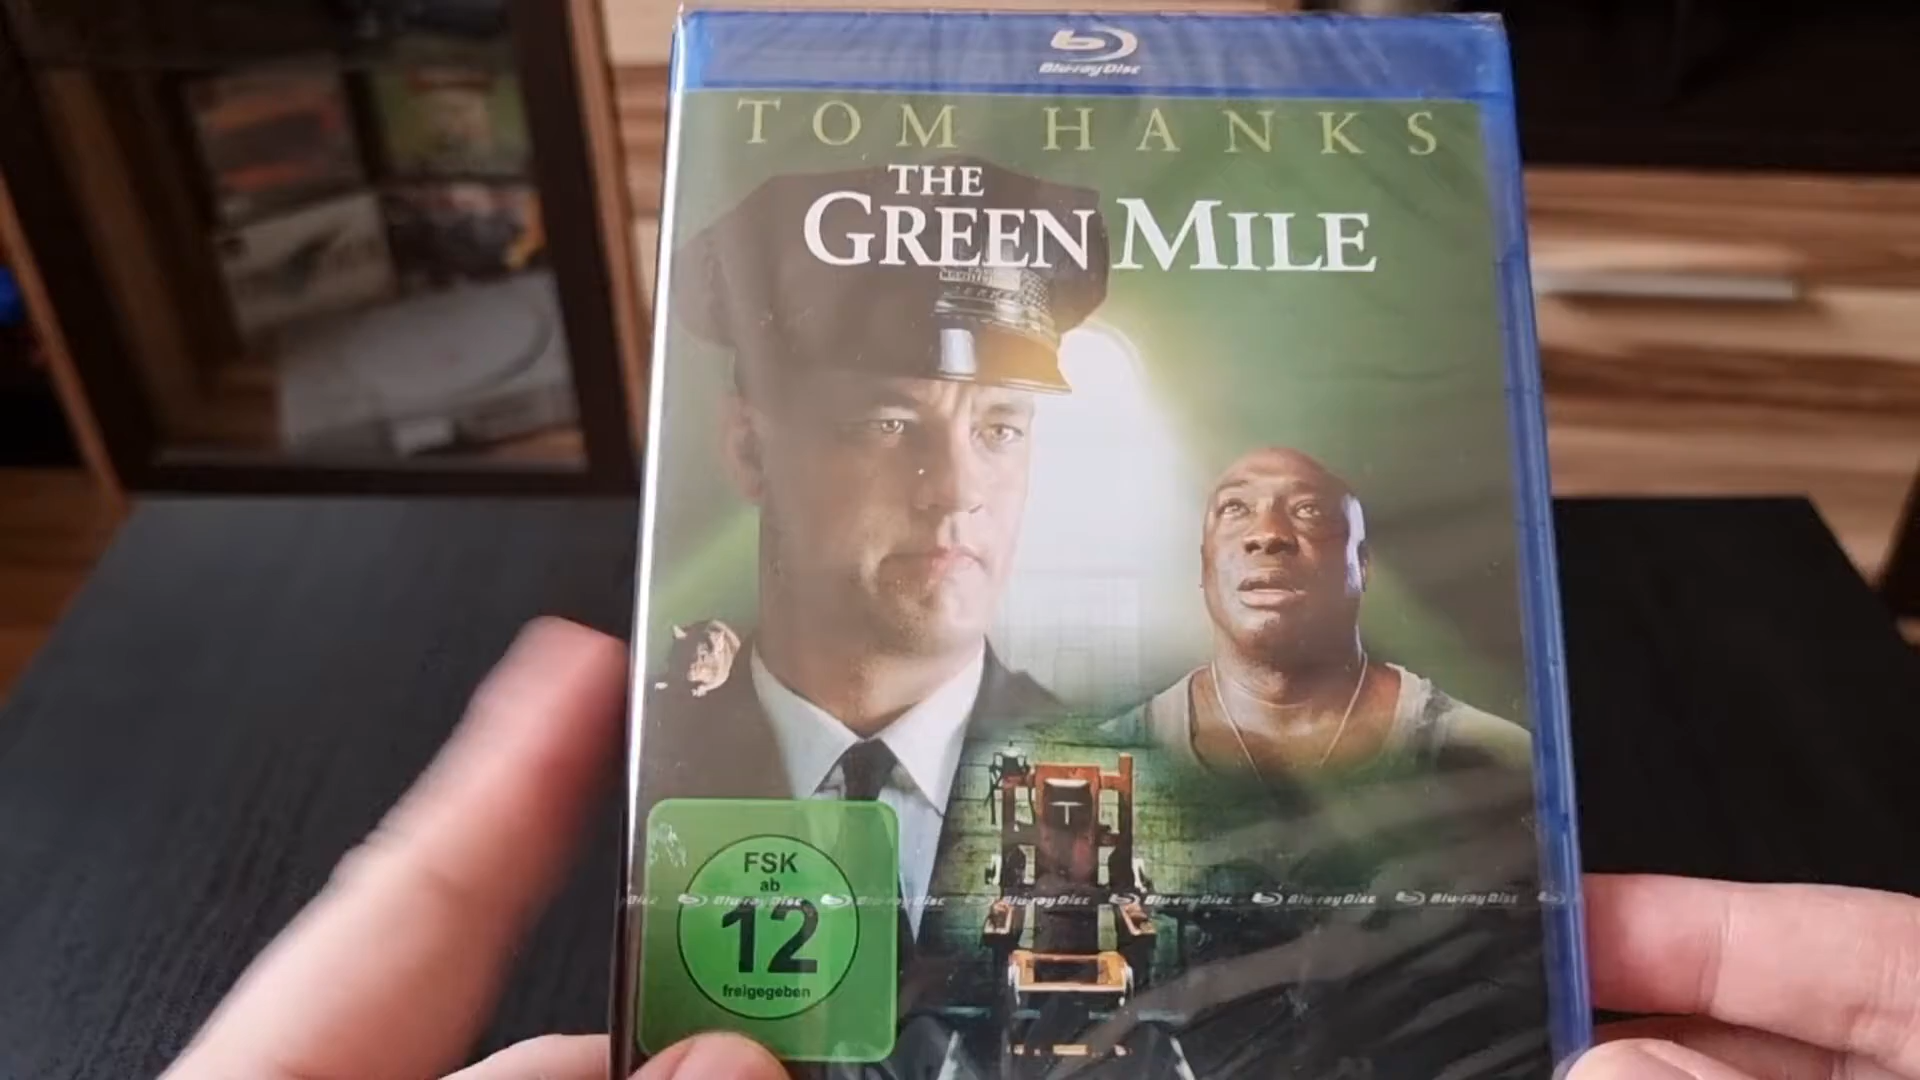 Blu-ray Disc
TOM HANKS
THE
GREEN MILE
FSK
ab
12
freigegeben
Disc Blu-ray Disc Blu-ray Disc Blu-ray Disc Blu-ray Disc Blu-ray Disc